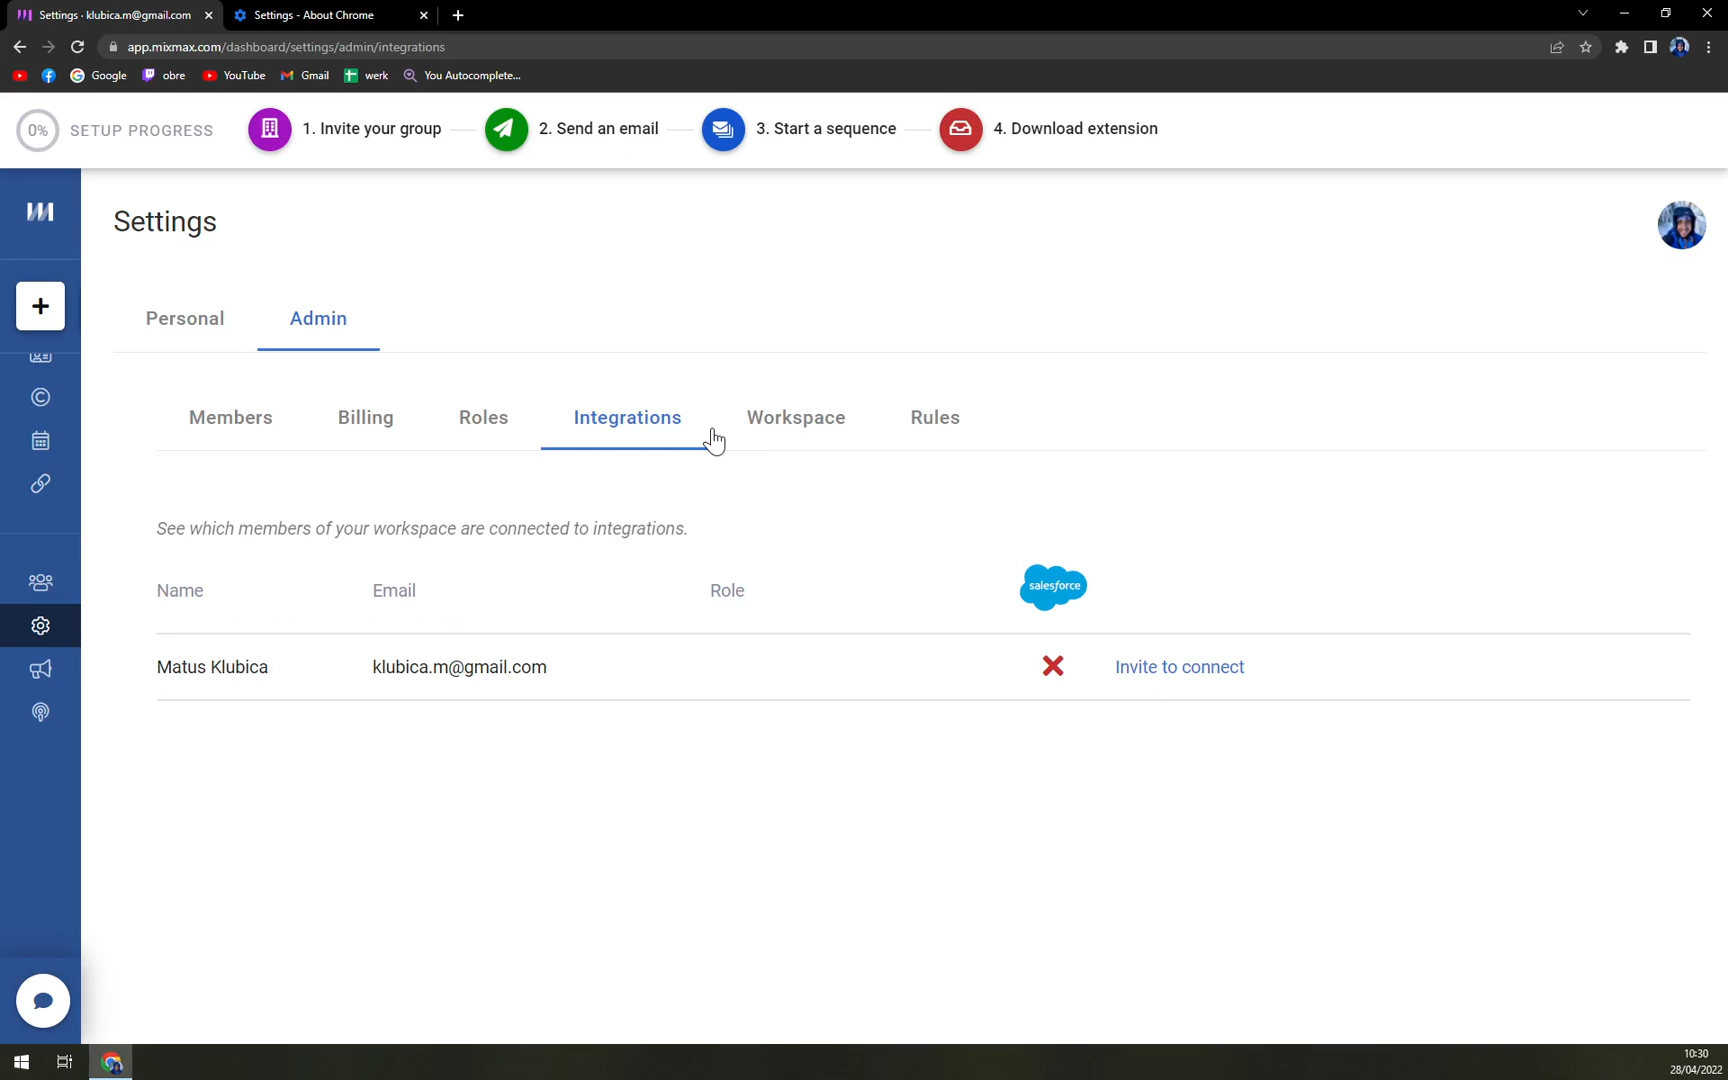 Settings · klubica.m@gmail.com
Settings - About Chrome
app.mixmax.com/dashboard/settings/admin/integrations
Google
obre
YouTube
Gmail
werk
You Autocomplete...
0%
SETUP PROGRESS
1. Invite your group
2. Send an email
3. Start a sequence
4. Download extension
Settings
Personal
Admin
Members
Billing
Roles
Integrations
Workspace
Rules
See which members of your workspace are connected to integrations.
Name
Email
Role
salesforce
Matus Klubica
klubica.m@gmail.com
Invite to connect
10:30
28/04/2022